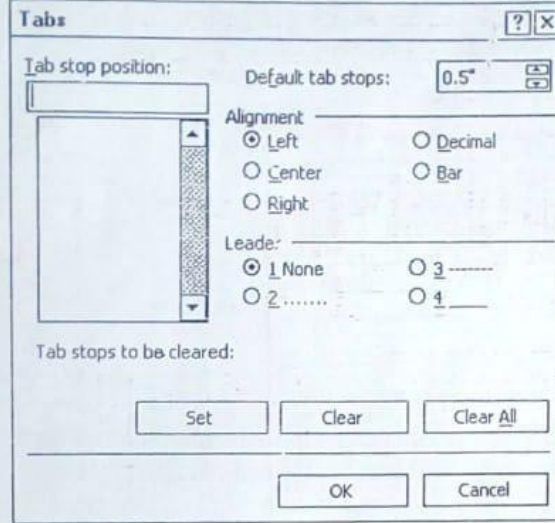 Tabs ? X
Tab stop position: Default tab stops: 0.5"
Alignment
Left Decimal
Center Bar
Right
Leader
1 None 3 -------
2 ....... 4 ____
Tab stops to be cleared:
Set Clear Clear All
OK Cancel